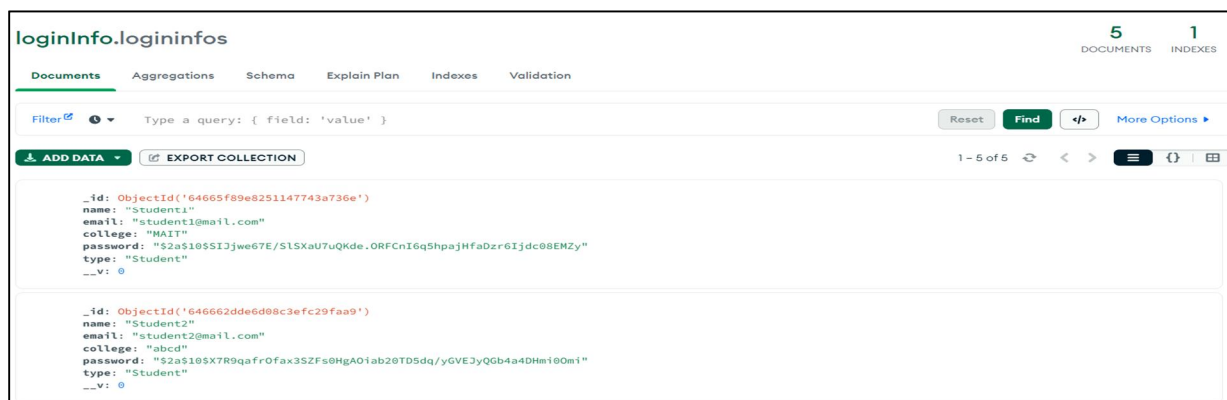 loginInfo.logininfos
5 1
DOCUMENTS INDEXES
Documents Aggregations Schema Explain Plan Indexes Validation
Filter Type a query: { field: 'value' } Reset Find </> More Options
ADD DATA EXPORT COLLECTION 1 – 5 of 5 {}
_id: ObjectId('64665f89e8251147743a736e')
name: "Student1"
email: "student1@mail.com"
college: "MAIT"
password: "$2a$10$SIJjwe67E/SlSXaU7uQKde.ORFCnI6q5hpajHfaDzr6Ijdc08EMZy"
type: "Student"
__v: 0
_id: ObjectId('646662dde6d08c3efc29faa9')
name: "Student2"
email: "student2@mail.com"
college: "abcd"
password: "$2a$10$X7R9qafrOfax3SZFs0HgAOiab20TD5dq/yGVEJyQGb4a4DHmi0Omi"
type: "Student"
__v: 0